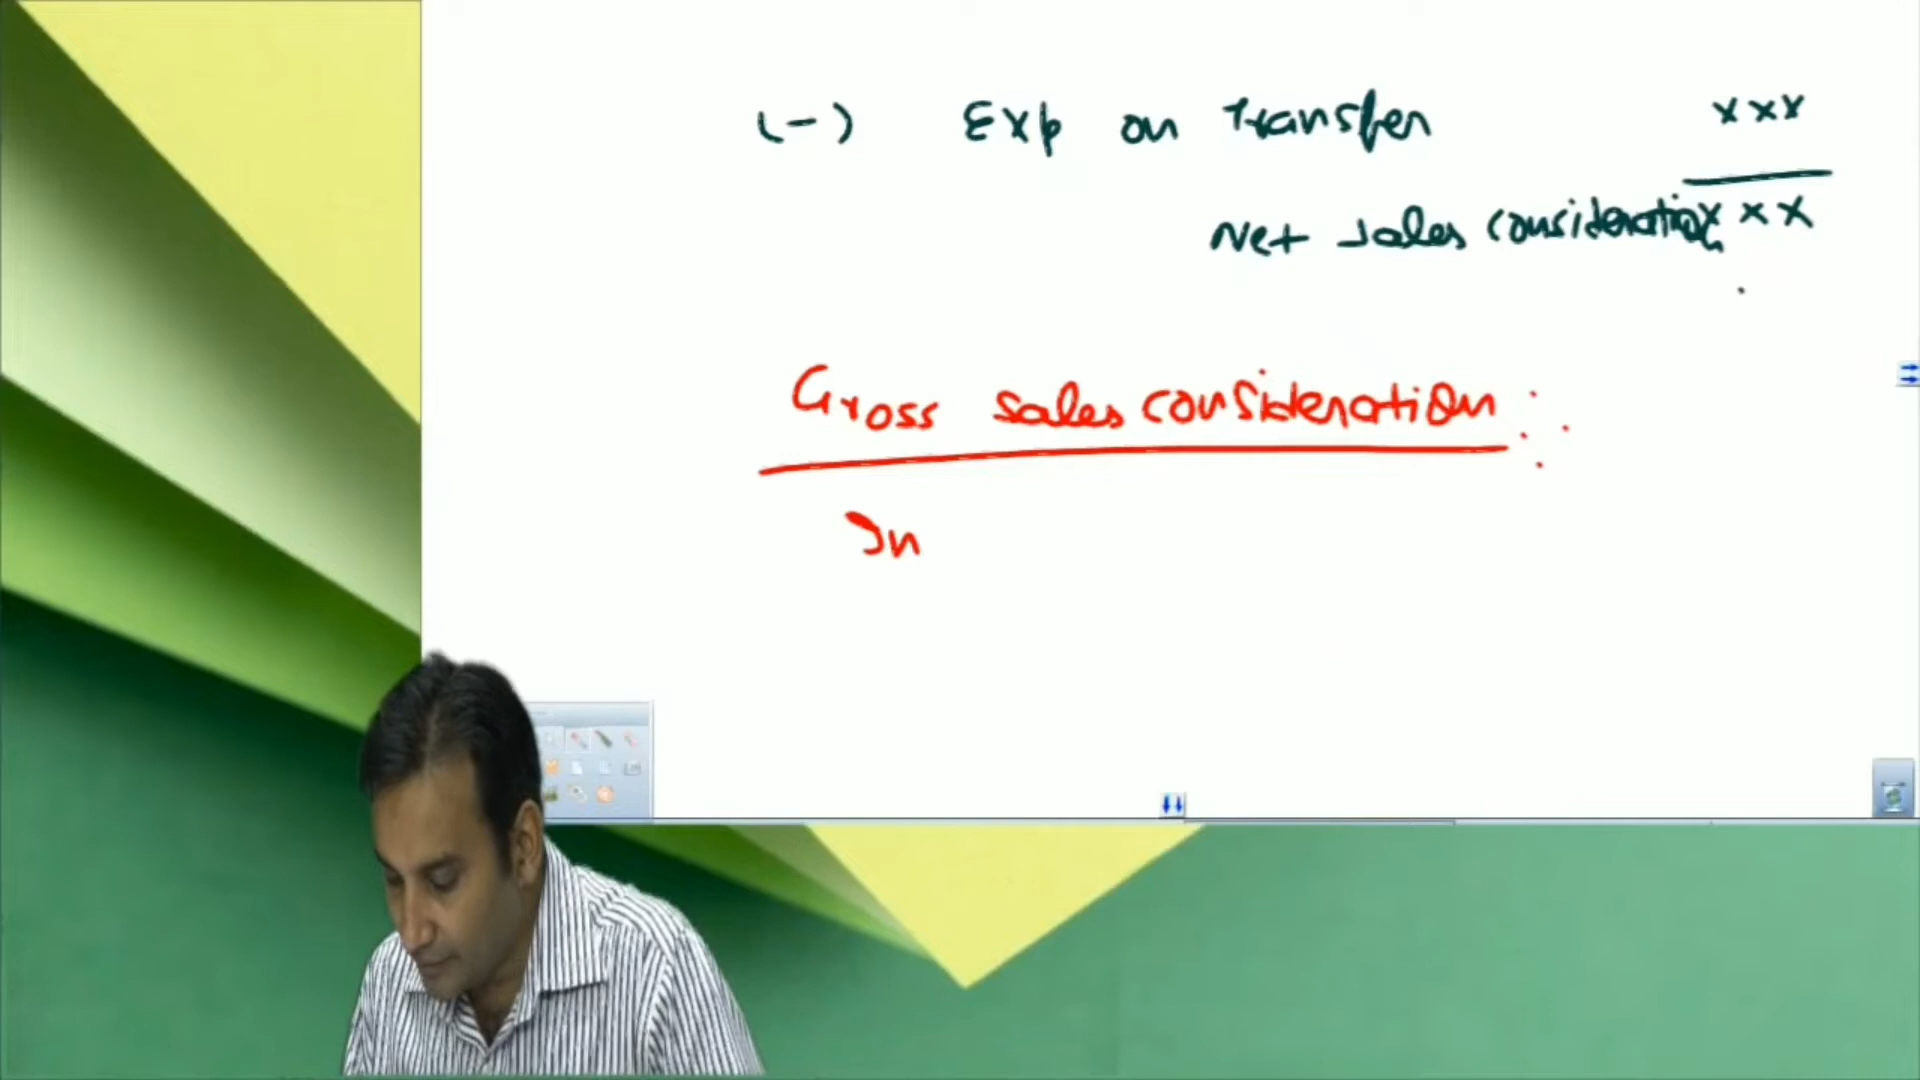 (-) Exp on Transfer xxx
Net sales consideration xxx
Gross sales consideration :
In